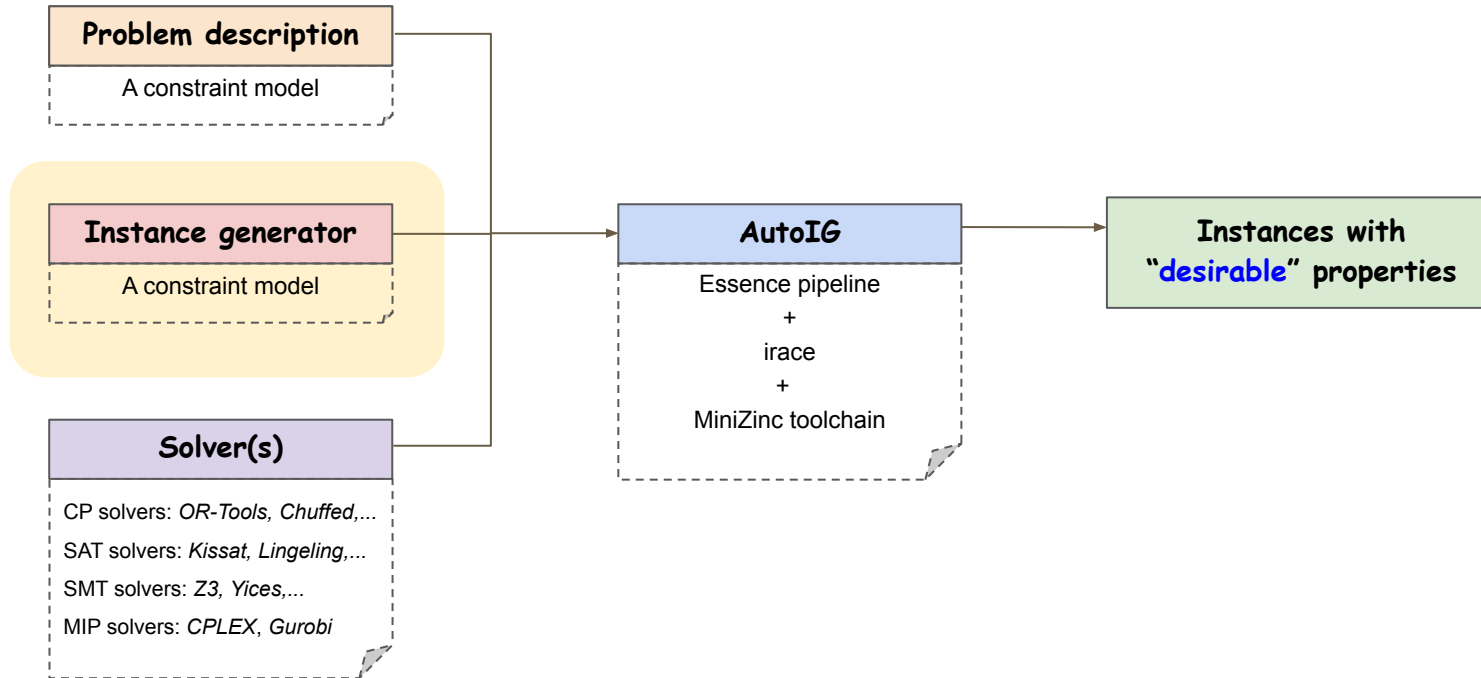 Problem description
A constraint model
Instance generator
A constraint model
Solver(s)
CP solvers: OR-Tools, Chuffed,...
SAT solvers: Kissat, Lingeling,...
SMT solvers: Z3, Yices,...
MIP solvers: CPLEX, Gurobi
AutoIG
Essence pipeline
+
irace
+
MiniZinc toolchain
Instances with
“desirable” properties